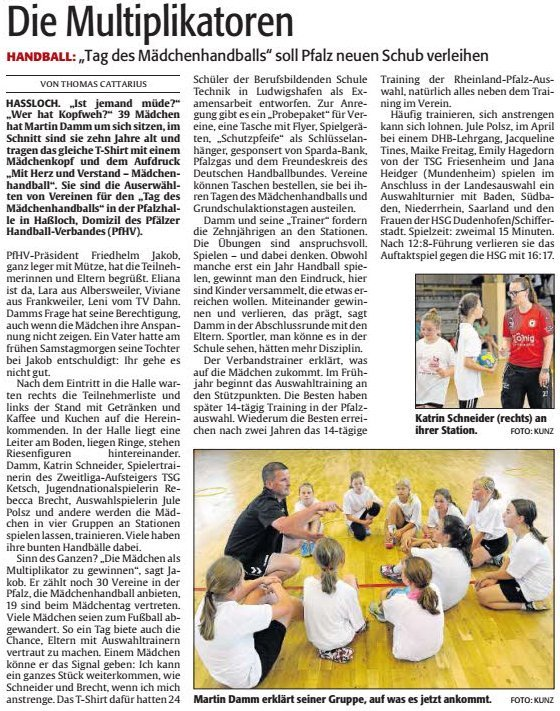 Die Multiplikatoren
HANDBALL: „Tag des Mädchenhandballs“ soll Pfalz neuen Schub verleihen
VON THOMAS CATTARIUS
HASSLOCH. „Ist jemand müde?“
„Wer hat Kopfweh?“ 39 Mädchen
hat Martin Damm um sich sitzen, im
Schnitt sind sie zehn Jahre alt und
tragen das gleiche T-Shirt mit einem
Mädchenkopf und dem Aufdruck
„Mit Herz und Verstand – Mädchen-
handball“. Sie sind die Auserwähl-
ten von Vereinen für den „Tag des
Mädchenhandballs“ in der Pfalzhal-
le in Haßloch, Domizil des Pfälzer
Handball-Verbandes (PfHV).
PfHV-Präsident Friedhelm Jakob,
ganz leger mit Mütze, hat die Teilneh-
merinnen und Eltern begrüßt. Eliana
ist da, Lara aus Albersweiler, Viviane
aus Frankweiler, Leni vom TV Dahn.
Damms Frage hat seine Berechtigung,
auch wenn die Mädchen ihre Anspan-
nung nicht zeigen. Ein Vater hatte am
frühen Samstagmorgen seine Tochter
bei Jakob entschuldigt: Ihr gehe es
nicht gut.
Nach dem Eintritt in die Halle war-
ten rechts die Teilnehmerliste und
links der Stand mit Getränken und
Kaffee und Kuchen auf die Herein-
kommenden. In der Halle liegt eine
Leiter am Boden, liegen Ringe, stehen
Riesenfiguren hintereinander.
Damm, Katrin Schneider, Spielertrai-
nerin des Zweitliga-Aufsteigers TSG
Ketsch, Jugendnationalspielerin Re-
becca Brecht, Auswahlspielerin Jule
Polsz und andere werden die Mäd-
chen in vier Gruppen an Stationen
spielen lassen, trainieren. Viele haben
ihre bunten Handbälle dabei.
Sinn des Ganzen? „Die Mädchen als
Multiplikator zu gewinnen“, sagt Ja-
kob. Er zählt noch 30 Vereine in der
Pfalz, die Mädchenhandball anbieten,
19 sind beim Mädchentag vertreten.
Viele Mädchen seien zum Fußball ab-
gewandert. So ein Tag biete auch die
Chance, Eltern mit Auswahltrainern
vertraut zu machen. Einem Mädchen
könne er das Signal geben: Ich kann
ein ganzes Stück weiterkommen, wie
Schneider und Brecht, wenn ich mich
anstrenge. Das T-Shirt dafür hatten 24
Schüler der Berufsbildenden Schule
Technik in Ludwigshafen als Ex-
amensarbeit entworfen. Zur Anre-
gung gibt es ein „Probepaket“ für Ver-
eine, eine Tasche mit Flyer, Spielgerä-
ten, „Schutzpfeife“ als Schlüsselan-
hänger, gesponsert von Sparda-Bank,
Pfalzgas und dem Freundeskreis des
Deutschen Handballbundes. Vereine
können Taschen bestellen, sie bei ih-
ren Tagen des Mädchenhandballs und
Grundschulaktionstagen austeilen.
Damm und seine „Trainer“ fordern
die Zehnjährigen an den Stationen.
Die Übungen sind anspruchsvoll.
Spielen – und dabei denken. Obwohl
manche erst ein Jahr Handball spie-
len, gewinnt man den Eindruck, hier
sind Kinder versammelt, die etwas er-
reichen wollen. Miteinander gewin-
nen und verlieren, das prägt, sagt
Damm in der Abschlussrunde mit den
Eltern. Sportler, man könne es in der
Schule sehen, hätten mehr Disziplin.
Der Verbandstrainer erklärt, was
auf die Mädchen zukommt. Im Früh-
jahr beginnt das Auswahltraining an
den Stützpunkten. Die Besten haben
später 14-tägig Training in der Pfalz-
auswahl. Wiederum die Besten errei-
chen nach zwei Jahren das 14-tägige
Training der Rheinland-Pfalz-Aus-
wahl, natürlich alles neben dem Trai-
ning im Verein.
Häufig trainieren, sich anstrengen
kann sich lohnen. Jule Polsz, im April
bei einem DHB-Lehrgang, Jacqueline
Tines, Maike Freitag, Emily Hagedorn
von der TSG Friesenheim und Jana
Heidger (Mundenheim) spielen im
Anschluss in der Landesauswahl ein
Auswahlturnier mit Baden, Südba-
den, Niederrhein, Saarland und den
Frauen der HSG Dudenhofen/Schiffer-
stadt. Spielzeit: zweimal 15 Minuten.
Nach 12:8-Führung verlieren sie das
Auftaktspiel gegen die HSG mit 16:17.
Katrin Schneider (rechts) an
ihrer Station. FOTO: KUNZ
Martin Damm erklärt seiner Gruppe, auf was es jetzt ankommt. FOTO: KUNZ